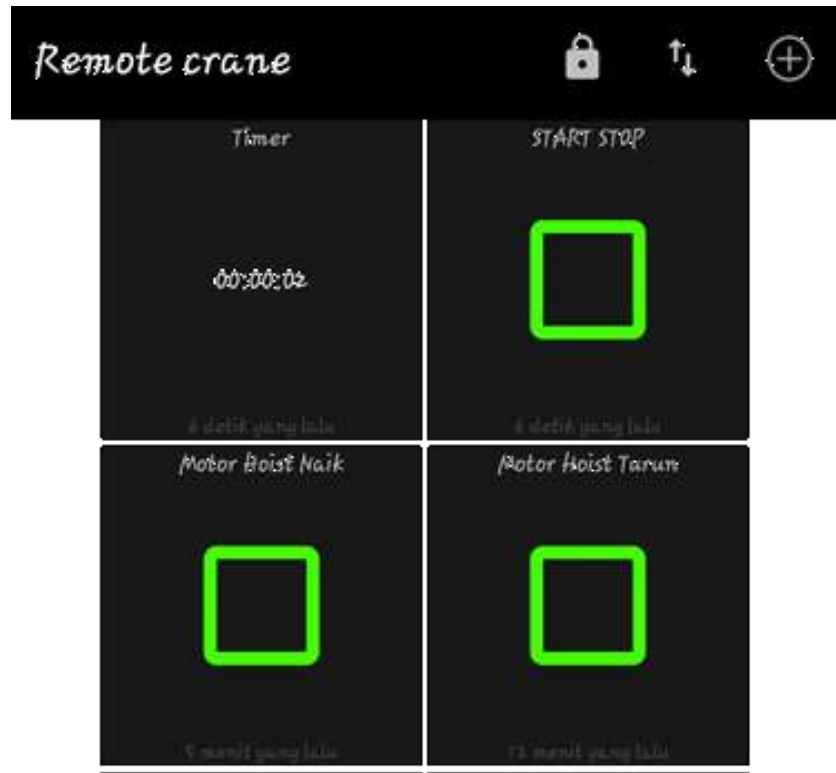 Remote crane
Timer
START STOP
00:00:02
6 detik yang lalu
6 detik yang lalu
Motor Hoist Naik
Motor Hoist Turun
5 menit yang lalu
menit yang lalu